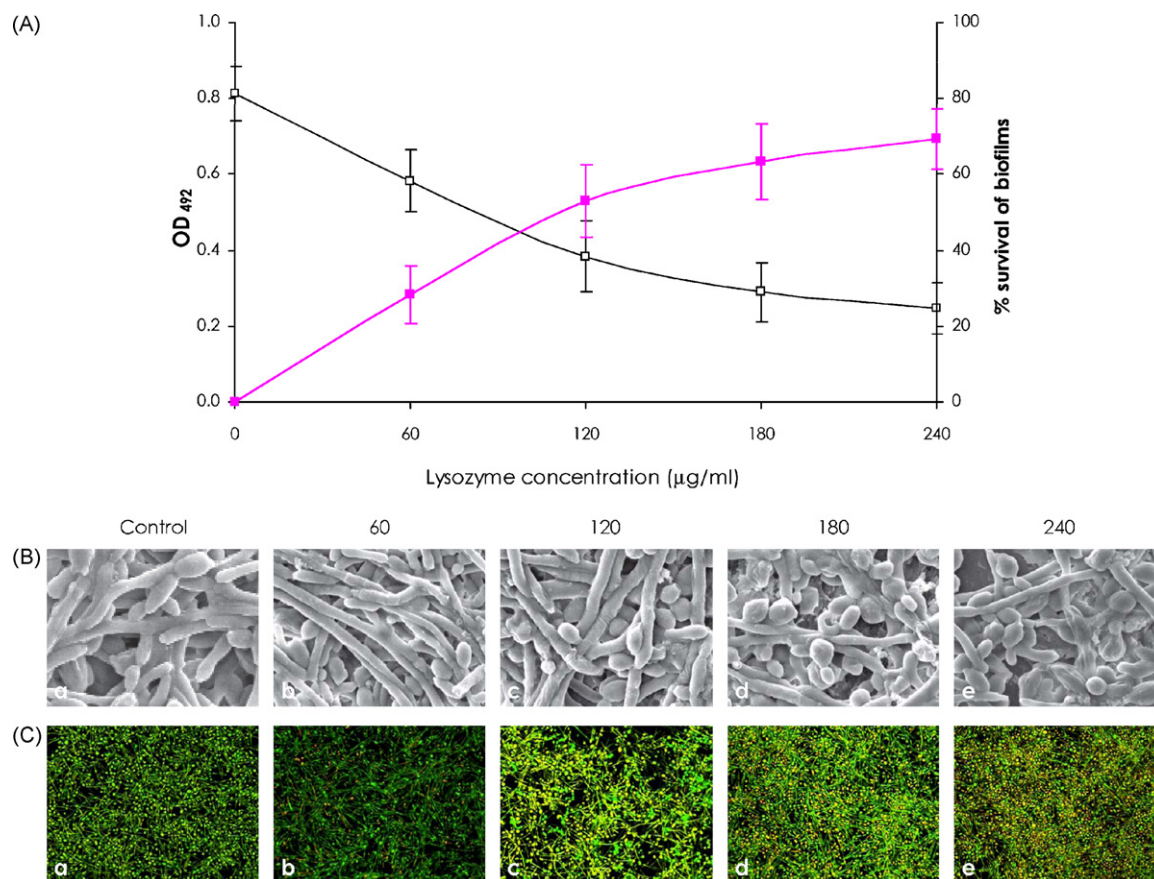 (A)
1.0
0.8
0.6
0.4
0.2
0.0
OD 492
100
80
60
40
20
0
% survival of biofilms
0 60 120 180 240
Lysozyme concentration (µg/ml)
Control 60 120 180 240
(B)
a b c d e
(C)
a b c d e